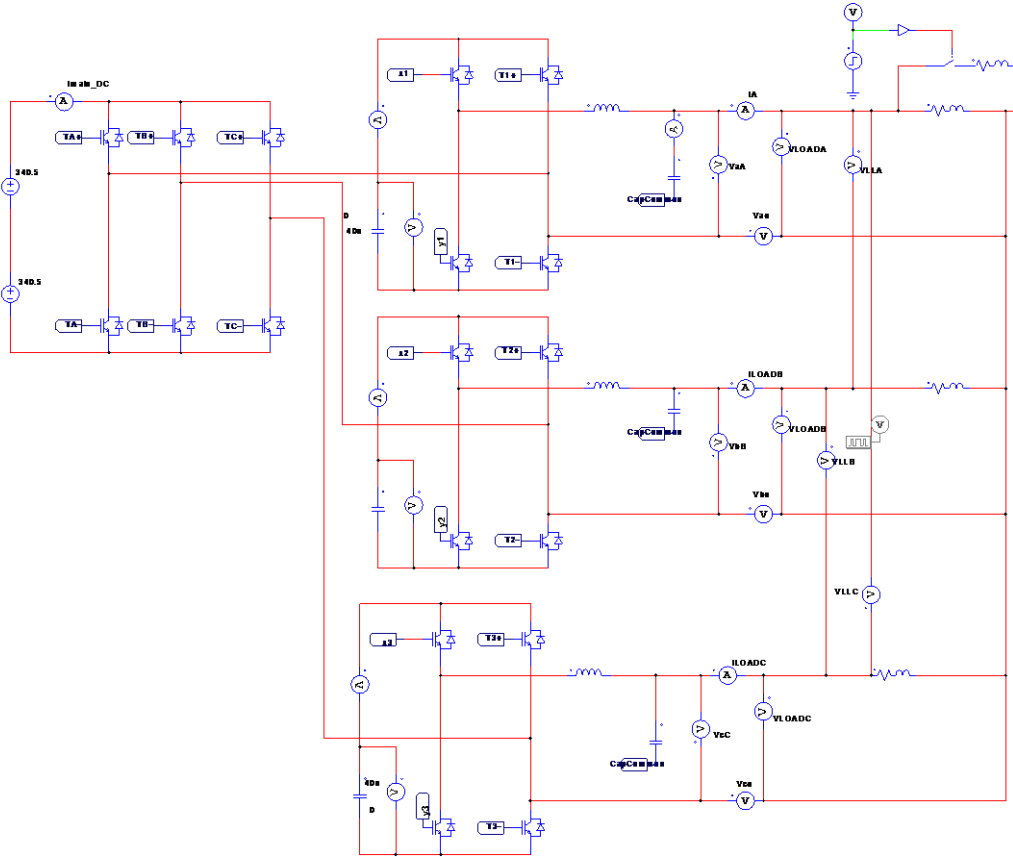 V
x1
T1+
Imain_DC
A
IA
A
TA+
TB+
TC+
A
A
V
VLOADA
V
VaA
V
VLLA
340.5
CapCommon
D
40u
V
y1
Van
V
T1-
340.5
TA-
TB-
TC-
x2
T2+
A
ILOADB
A
CapCommon
V
VbB
V
VLOADB
V
V
VLLB
V
y2
Vbn
V
T2-
VLLC
V
x3
T3+
A
ILOADC
A
V
VLOADC
V
VcC
CapCommon
40u
D
V
y3
Vcn
V
T3-